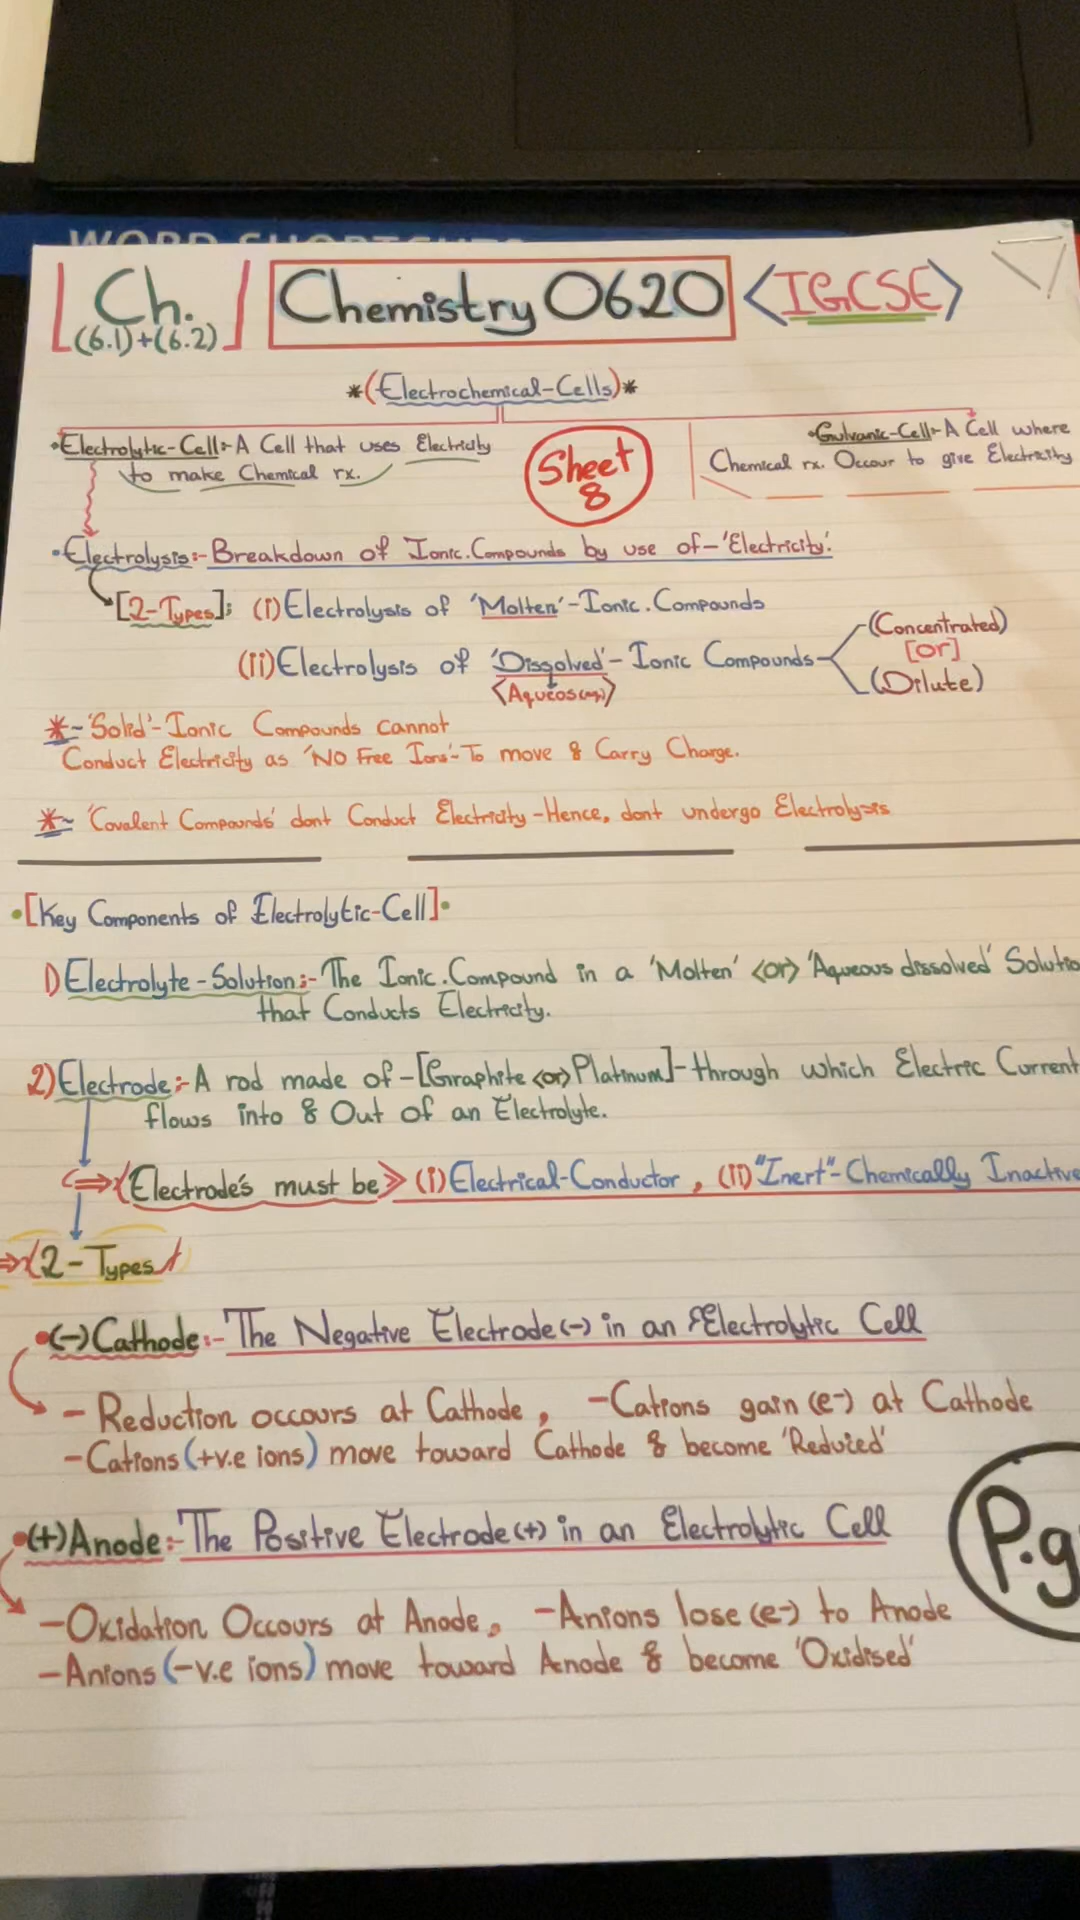 WORD SHORTCUTS
[Ch. (6.1)+(6.2)]
Chemistry 0620
<IGCSE>
*(Electrochemical-Cells)*
•Electrolytic-Cell:-A Cell that uses Electricity
to make Chemical rx.
Sheet
8
•Gulvanic-Cell-A Cell where
Chemical rx. Occour to give Electricity
•Electrolysis:-Breakdown of Ionic.Compounds by use of-'Electricity'.
[2-Types]: (i)Electrolysis of 'Molten'-Ionic.Compounds
(ii)Electrolysis of 'Dissolved'-Ionic Compounds
<Aqueos(aq)>
(Concentrated)
[or]
(Dilute)
*~'Solid'-Ionic Compounds cannot
Conduct Electricity as 'NO Free Ions'-To move & Carry Charge.
*~'Covalent Compounds' dont Conduct Electricity-Hence, dont undergo Electrolysis
•[Key Components of Electrolytic-Cell]•
1)Electrolyte-Solution:-The Ionic.Compound in a 'Molten' <or> 'Aqueous dissolved' Solutio
that Conducts Electricity.
2)Electrode:-A rod made of-[Graphite <or> Platinum]-through which Electric Current
flows into & Out of an Electrolyte.
⇒(Electrode's must be≫ (i)Electrical-Conductor, (ii)"Inert"-Chemically Inactive
⇒(2-Types)
•(-)Cathode:-The Negative Electrode(-) in an Electrolytic Cell
-Reduction occours at Cathode, -Cations gain (e-) at Cathode
-Cations(+v.e ions) move toward Cathode & become 'Reduced'
•(+)Anode:-The Positive Electrode(+) in an Electrolytic Cell
P.g
-Oxidation Occours at Anode, -Anions lose (e-) to Anode
-Anions(-v.e ions) move toward Anode & become 'Oxidised'